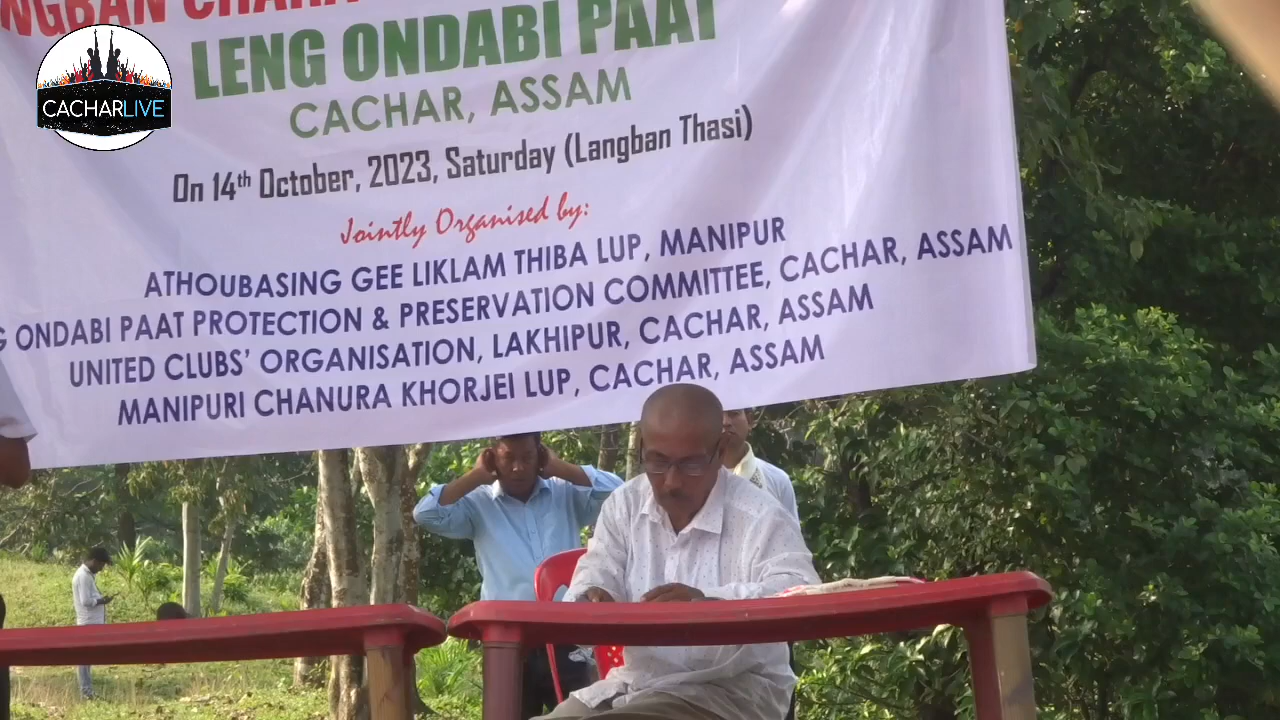 LENG ONDABI PAAT
CACHAR, ASSAM
On 14th October, 2023, Saturday (Langban Thasi)
Jointly Organised by:
ATHOUBASING GEE LIKLAM THIBA LUP, MANIPUR
ONDABI PAAT PROTECTION & PRESERVATION COMMITTEE, CACHAR, ASSAM
UNITED CLUBS' ORGANISATION, LAKHIPUR, CACHAR, ASSAM
MANIPURI CHANURA KHORJEI LUP, CACHAR, ASSAM
CACHARLIVE